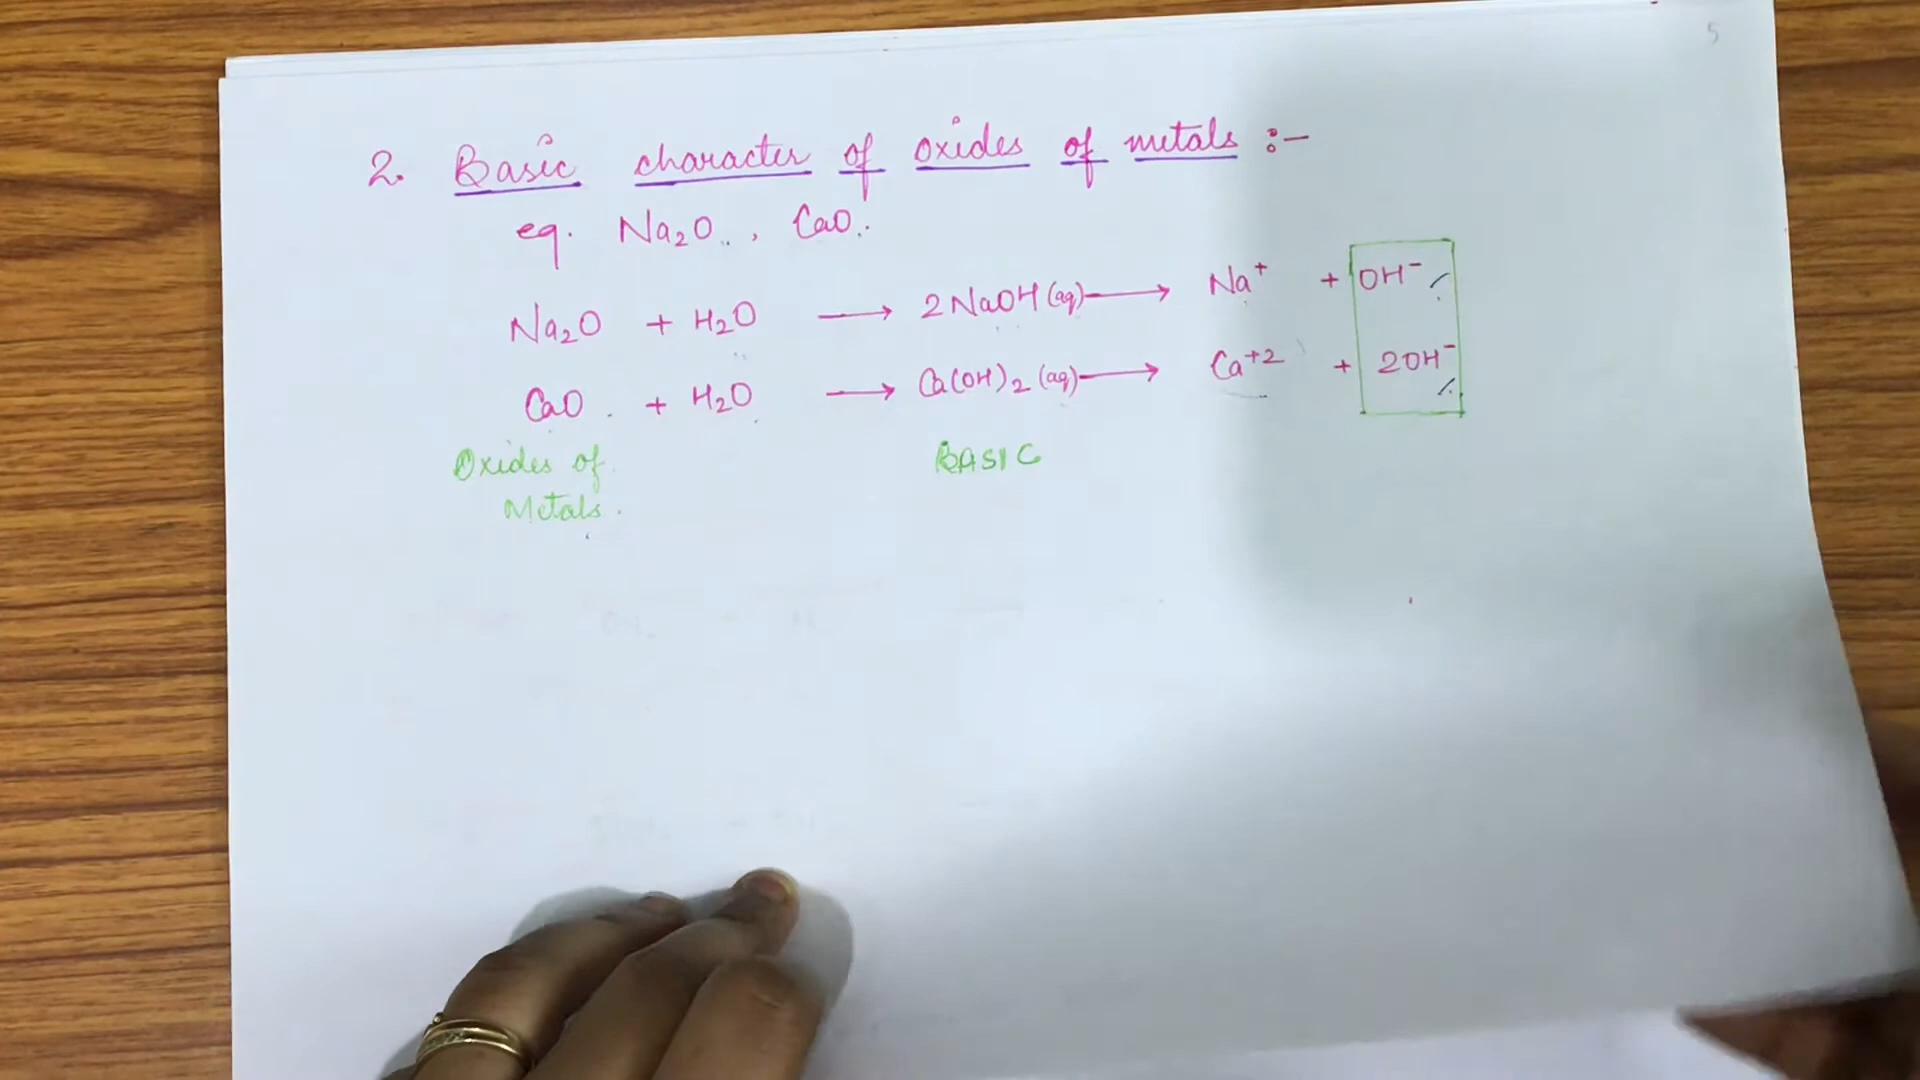 5
2. Basic character of oxides of metals :-
eg. Na₂O , CaO.
Na₂O + H₂O ⟶ 2NaOH (aq) ⟶ Na⁺ + OH⁻
CaO + H₂O ⟶ Ca(OH)₂ (aq) ⟶ Ca⁺² + 2OH⁻
Oxides of BASIC
Metals.